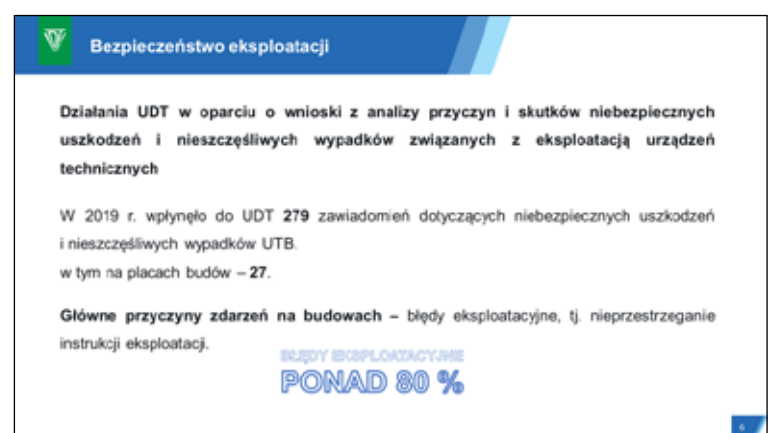 Bezpieczeństwo eksploatacji
Działania UDT w oparciu o wnioski z analizy przyczyn i skutków niebezpiecznych
uszkodzeń i nieszczęśliwych wypadków związanych z eksploatacją urządzeń
technicznych
W 2019 r. wpłynęło do UDT 279 zawiadomień dotyczących niebezpiecznych uszkodzeń
i nieszczęśliwych wypadków UTB.
w tym na placach budów – 27.
Główne przyczyny zdarzeń na budowach – błędy eksploatacyjne, tj. nieprzestrzeganie
instrukcji eksploatacji.
BŁĘDY EKSPLOATACYJNE
PONAD 80 %
6